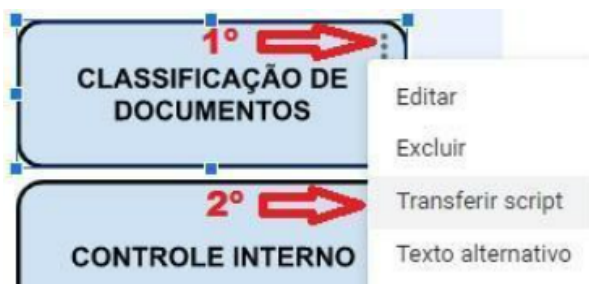 1º
CLASSIFICAÇÃO DE
DOCUMENTOS
Editar
Excluir
2º
Transferir script
CONTROLE INTERNO
Texto alternativo